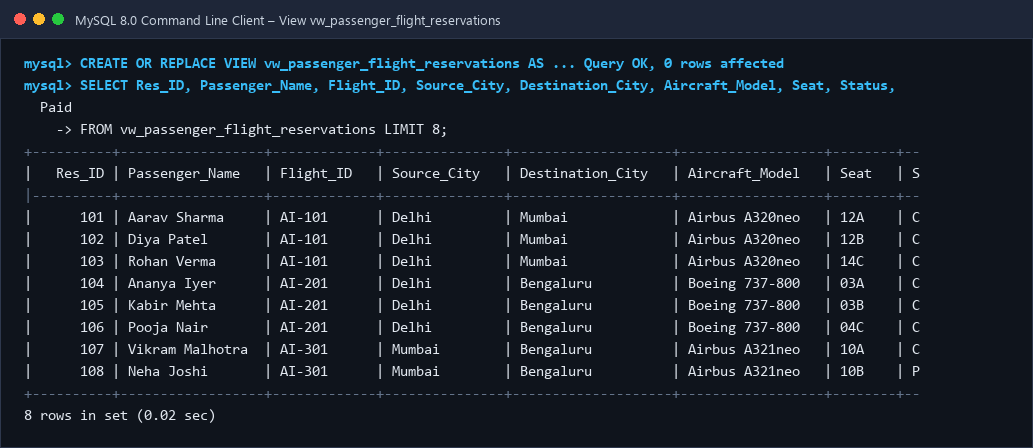 MySQL 8.0 Command Line Client – View vw_passenger_flight_reservations
mysql> CREATE OR REPLACE VIEW vw_passenger_flight_reservations AS ... Query OK, 0 rows affected
mysql> SELECT Res_ID, Passenger_Name, Flight_ID, Source_City, Destination_City, Aircraft_Model, Seat, Status,
  Paid
    -> FROM vw_passenger_flight_reservations LIMIT 8;
+----------+------------------+-------------+---------------+--------------------+------------------+--------+--
|   Res_ID | Passenger_Name   | Flight_ID   | Source_City   | Destination_City   | Aircraft_Model   | Seat   | S
|----------+------------------+-------------+---------------+--------------------+------------------+--------+--
|      101 | Aarav Sharma     | AI-101      | Delhi         | Mumbai             | Airbus A320neo   | 12A    | C
|      102 | Diya Patel       | AI-101      | Delhi         | Mumbai             | Airbus A320neo   | 12B    | C
|      103 | Rohan Verma      | AI-101      | Delhi         | Mumbai             | Airbus A320neo   | 14C    | C
|      104 | Ananya Iyer      | AI-201      | Delhi         | Bengaluru          | Boeing 737-800   | 03A    | C
|      105 | Kabir Mehta      | AI-201      | Delhi         | Bengaluru          | Boeing 737-800   | 03B    | C
|      106 | Pooja Nair       | AI-201      | Delhi         | Bengaluru          | Boeing 737-800   | 04C    | C
|      107 | Vikram Malhotra  | AI-301      | Mumbai        | Bengaluru          | Airbus A321neo   | 10A    | C
|      108 | Neha Joshi       | AI-301      | Mumbai        | Bengaluru          | Airbus A321neo   | 10B    | P
+----------+------------------+-------------+---------------+--------------------+------------------+--------+--
8 rows in set (0.02 sec)